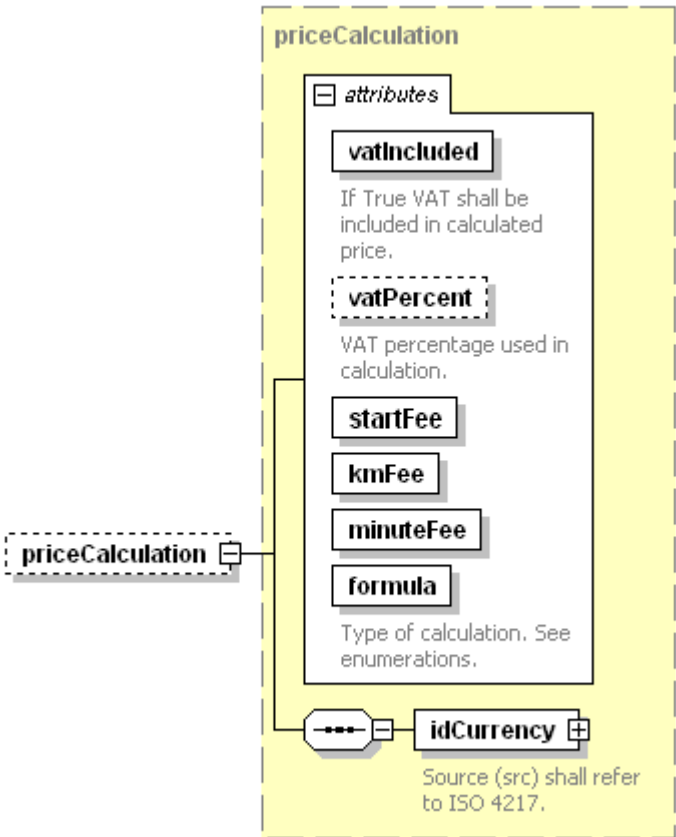 priceCalculation
attributes
vatIncluded
If True VAT shall be
included in calculated
price.
vatPercent
VAT percentage used in
calculation.
startFee
kmFee
minuteFee
priceCalculation
formula
Type of calculation. See
enumerations.
idCurrency
Source (src) shall refer
to ISO 4217.